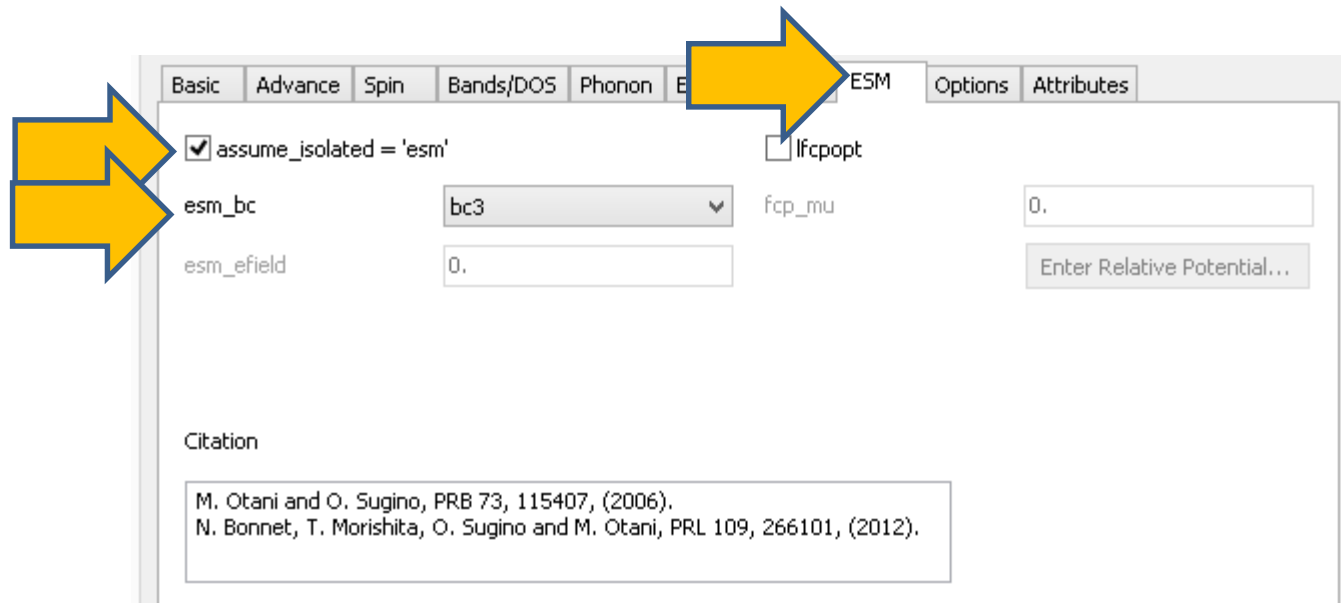 Basic Advance Spin Bands/DOS Phonon ESM Options Attributes
assume_isolated = 'esm' lfcpopt
esm_bc bc3 fcp_mu 0.
esm_efield 0. Enter Relative Potential...
Citation
M. Otani and O. Sugino, PRB 73, 115407, (2006).
N. Bonnet, T. Morishita, O. Sugino and M. Otani, PRL 109, 266101, (2012).